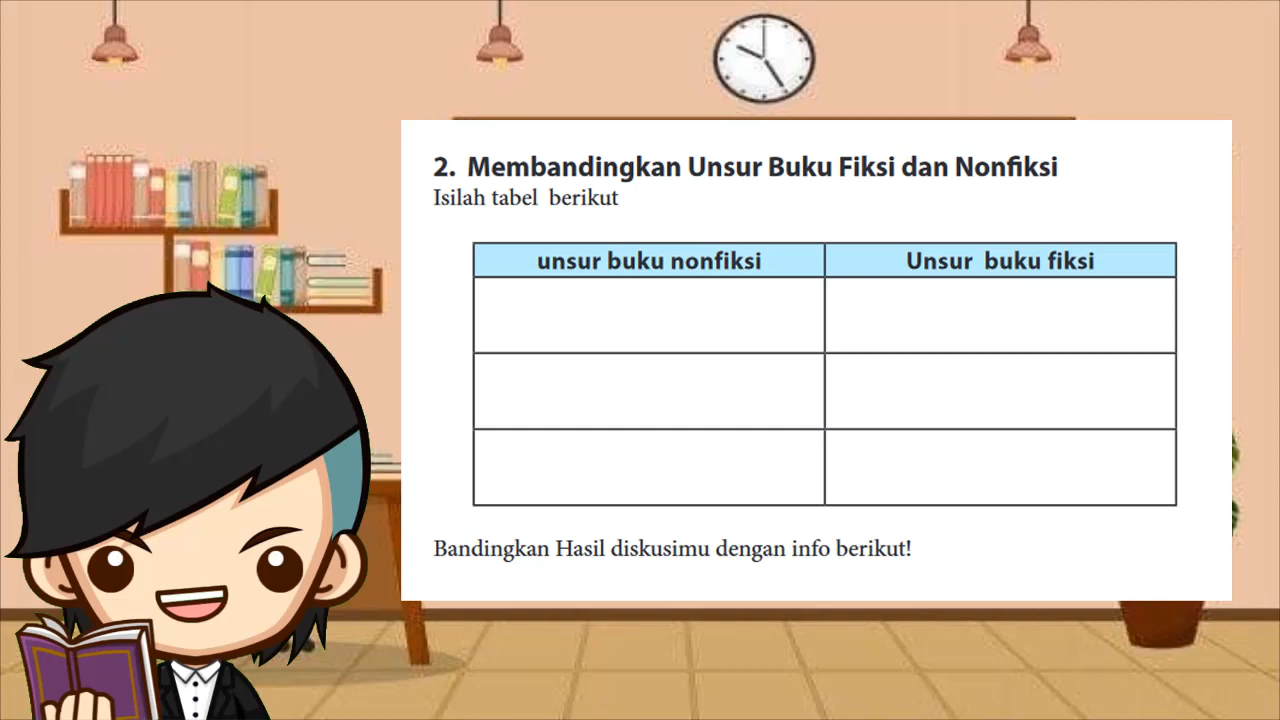 2. Membandingkan Unsur Buku Fiksi dan Nonfiksi
Isilah tabel berikut
unsur buku nonfiksi
Unsur buku fiksi
Bandingkan Hasil diskusimu dengan info berikut!